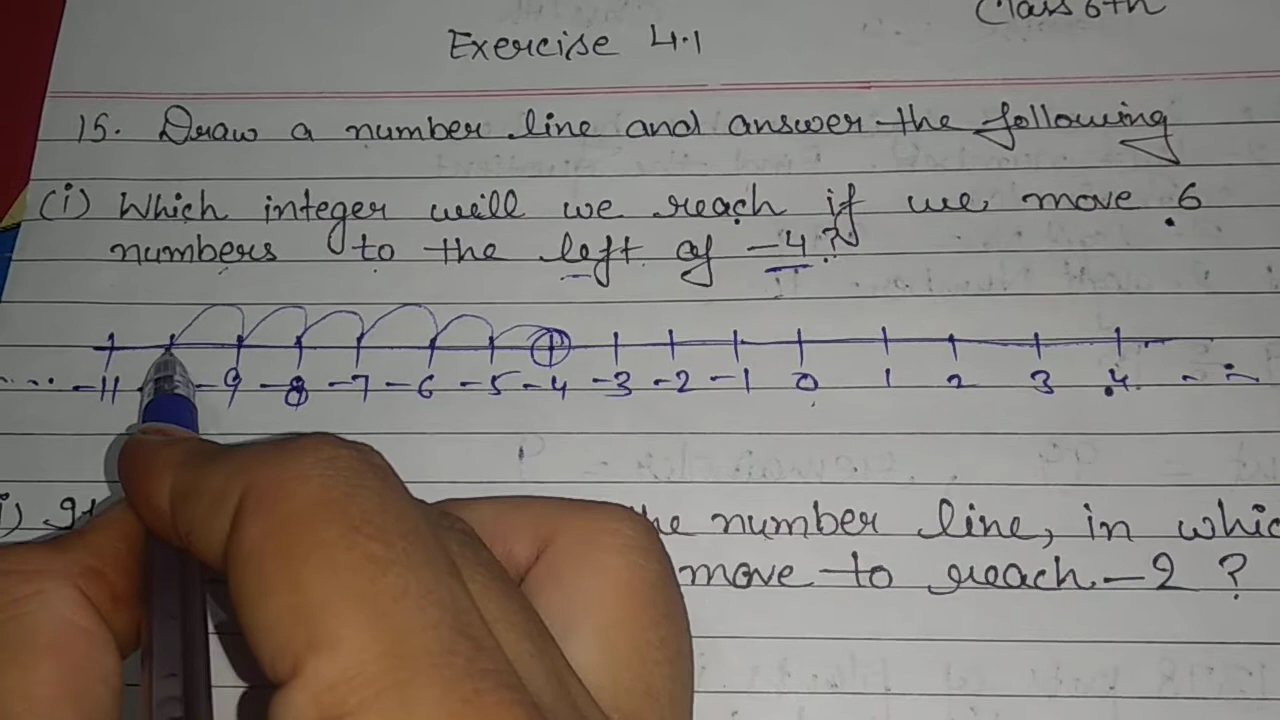 Class 6th
Exercise 4.1
15. Draw a number line and answer the following
(i) Which integer will we reach if we move 6
numbers to the left of -4?
.... -11 -9 -8 -7 -6 -5 -4 -3 -2 -1 0 1 2 3 4
the number line, in
move to reach -2 ?